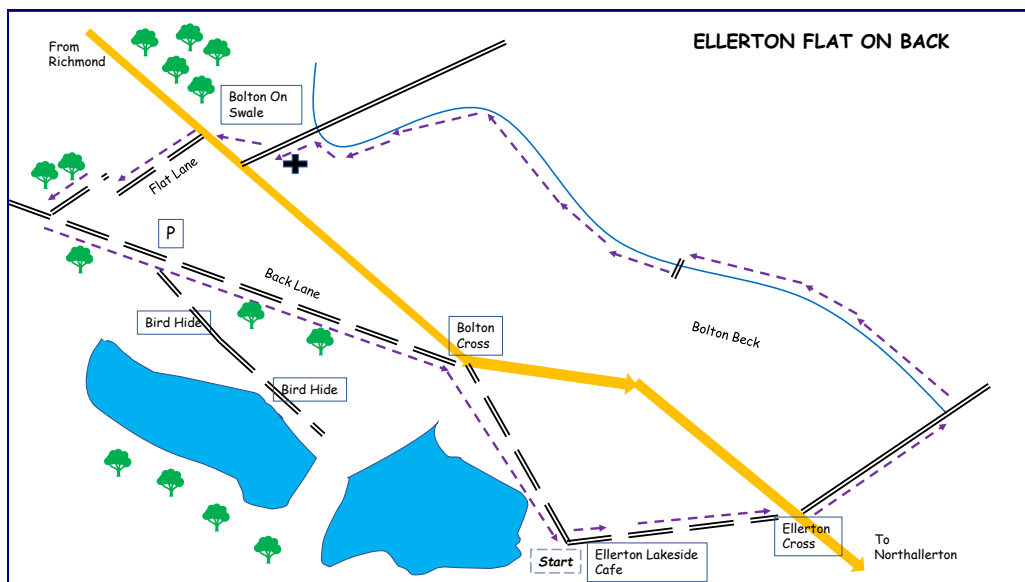 ELLERTON FLAT ON BACK
From
Richmond
Bolton On
Swale
Flat Lane
P
Back Lane
Bird Hide
Bolton
Cross
Bolton Beck
Bird Hide
Start
Ellerton Lakeside
Cafe
Ellerton
Cross
To
Northallerton